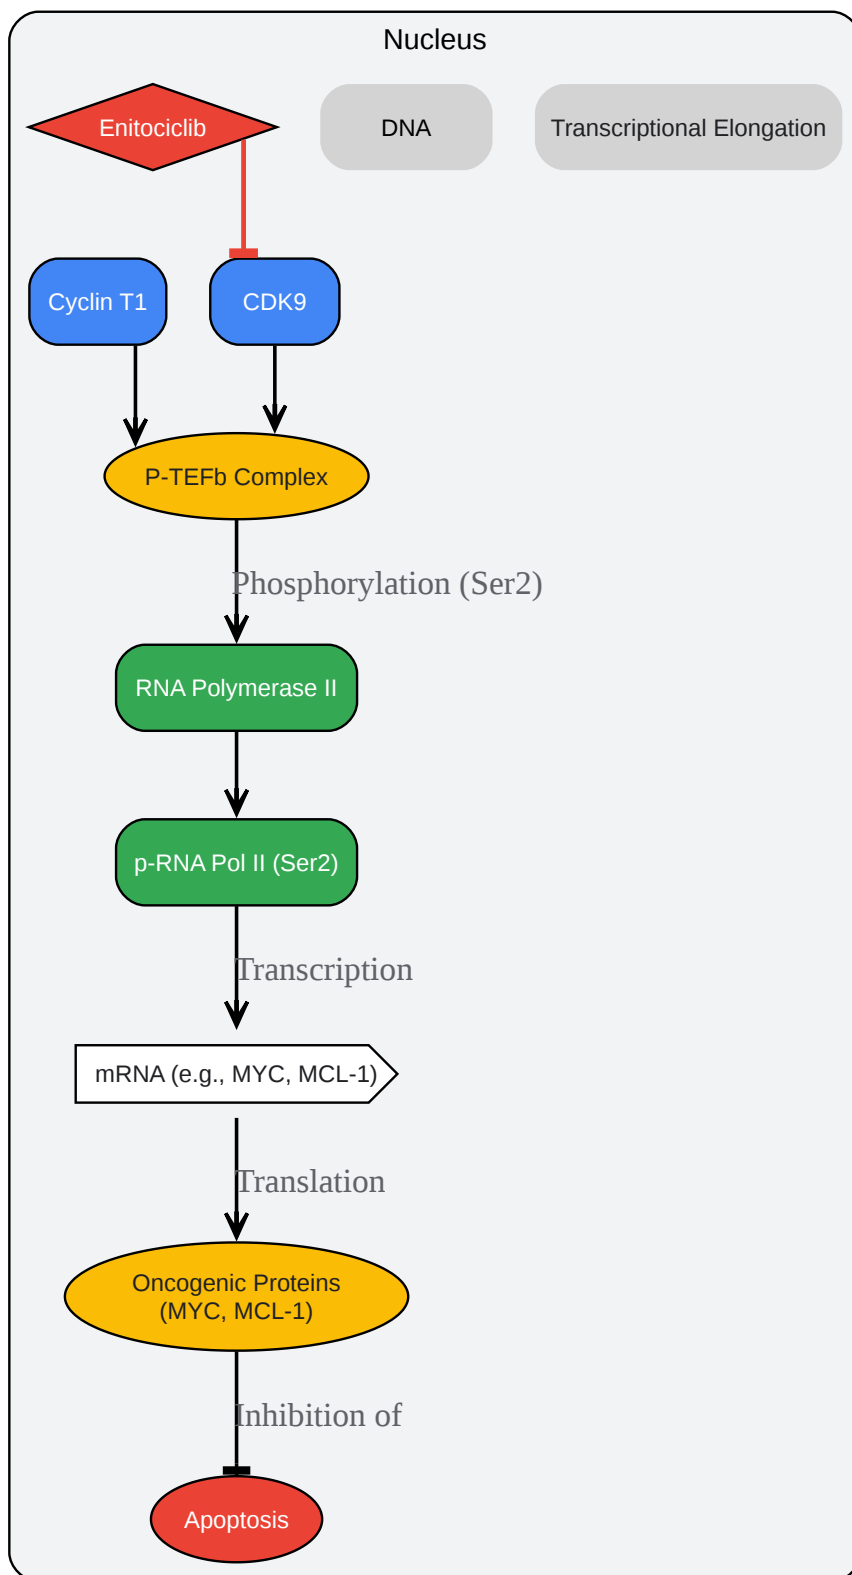 Nucleus
Enitociclib
DNA
Transcriptional Elongation
Cyclin T1
CDK9
P-TEFb Complex
Phosphorylation (Ser2)
RNA Polymerase II
p-RNA Pol II (Ser2)
Transcription
mRNA (e.g., MYC, MCL-1)
Translation
Oncogenic Proteins
(MYC, MCL-1)
Inhibition of
Apoptosis